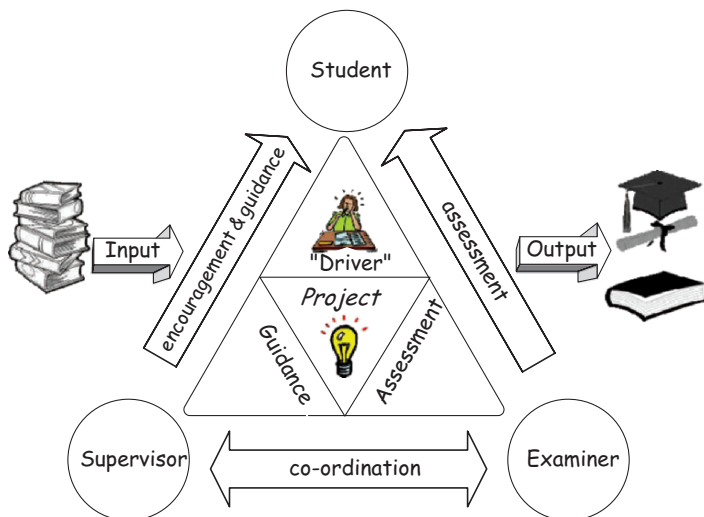 Student
encouragement & guidance
assessment
Input
Output
"Driver"
Project
Guidance
Assessment
Supervisor
co-ordination
Examiner